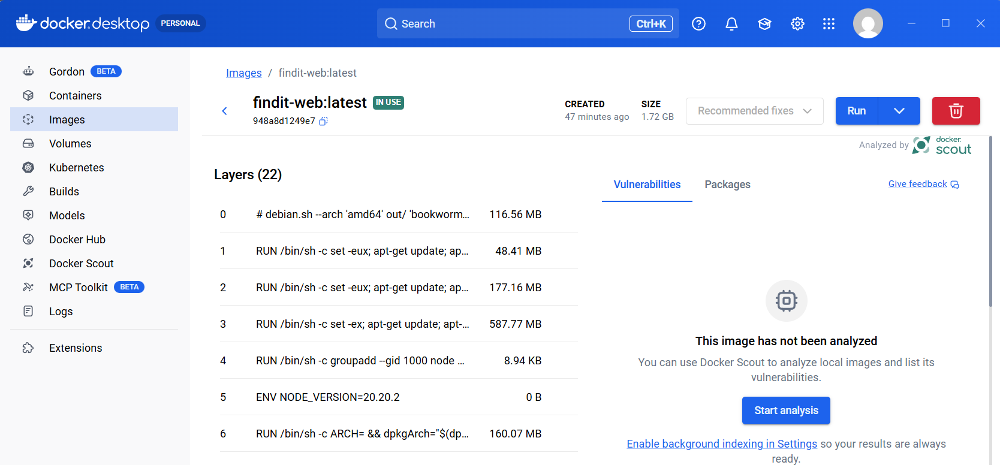 docker.desktop PERSONAL Search Ctrl+K
Gordon BETA
Containers
Images
Volumes
Kubernetes
Builds
Models
Docker Hub
Docker Scout
MCP Toolkit BETA
Logs
Extensions
Images / findit-web:latest
findit-web:latest IN USE
948a8d1249e7
CREATED
47 minutes ago
SIZE
1.72 GB
Recommended fixes
Run
Analyzed by docker: scout
Layers (22)
0 # debian.sh --arch 'amd64' out/ 'bookworm... 116.56 MB
1 RUN /bin/sh -c set -eux; apt-get update; ap... 48.41 MB
2 RUN /bin/sh -c set -eux; apt-get update; ap... 177.16 MB
3 RUN /bin/sh -c set -ex; apt-get update; apt-... 587.77 MB
4 RUN /bin/sh -c groupadd --gid 1000 node ... 8.94 KB
5 ENV NODE_VERSION=20.20.2 0 B
6 RUN /bin/sh -c ARCH= && dpkgArch="$(dp... 160.07 MB
Vulnerabilities Packages Give feedback
This image has not been analyzed
You can use Docker Scout to analyze local images and list its
vulnerabilities.
Start analysis
Enable background indexing in Settings so your results are always
ready.